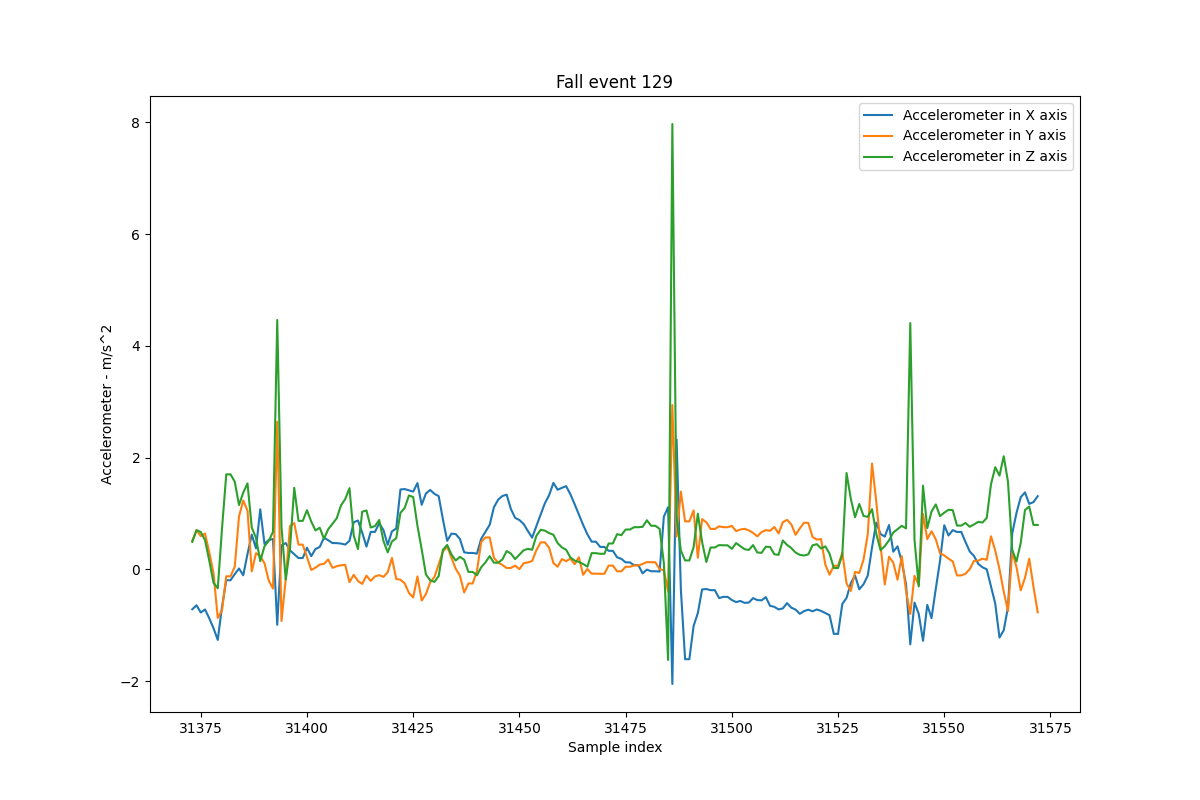 Fall event 129
Accelerometer in X axis
Accelerometer in Y axis
Accelerometer in Z axis
8
6
4
2
0
−2
Accelerometer - m/s^2
31375 31400 31425 31450 31475 31500 31525 31550 31575
Sample index